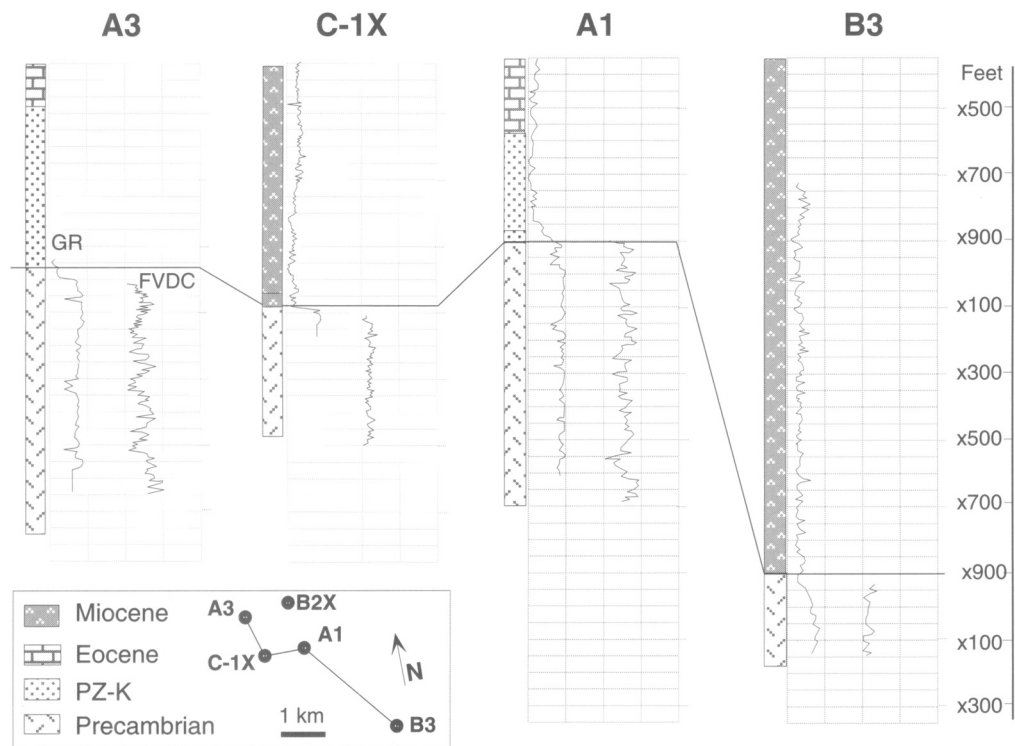 A3 C-1X A1 B3
Feet
x500
x700
x900
x100
x300
x500
x700
x900
x100
x300
GR
FVDC
Miocene
Eocene
PZ-K
Precambrian
A3
B2X
A1
C-1X
B3
N
1 km